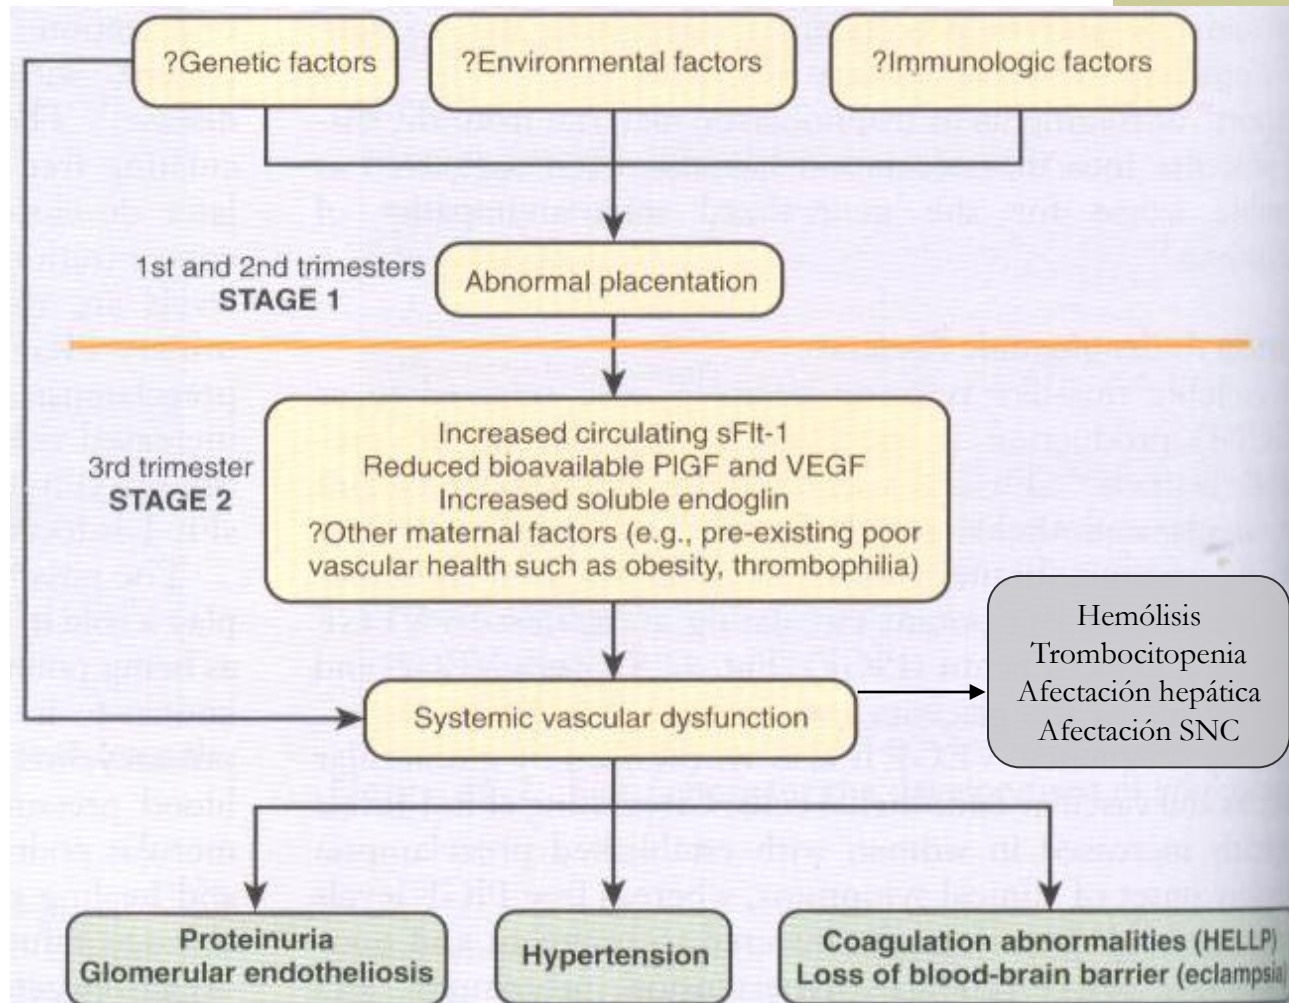 ?Genetic factors
?Environmental factors
?Immunologic factors
1st and 2nd trimesters
STAGE 1
Abnormal placentation
3rd trimester
STAGE 2
Increased circulating sFlt-1
Reduced bioavailable PlGF and VEGF
Increased soluble endoglin
?Other maternal factors (e.g., pre-existing poor
vascular health such as obesity, thrombophilia)
Hemólisis
Trombocitopenia
Afectación hepática
Afectación SNC
Systemic vascular dysfunction
Proteinuria
Glomerular endotheliosis
Hypertension
Coagulation abnormalities (HELLP)
Loss of blood-brain barrier (eclampsia)